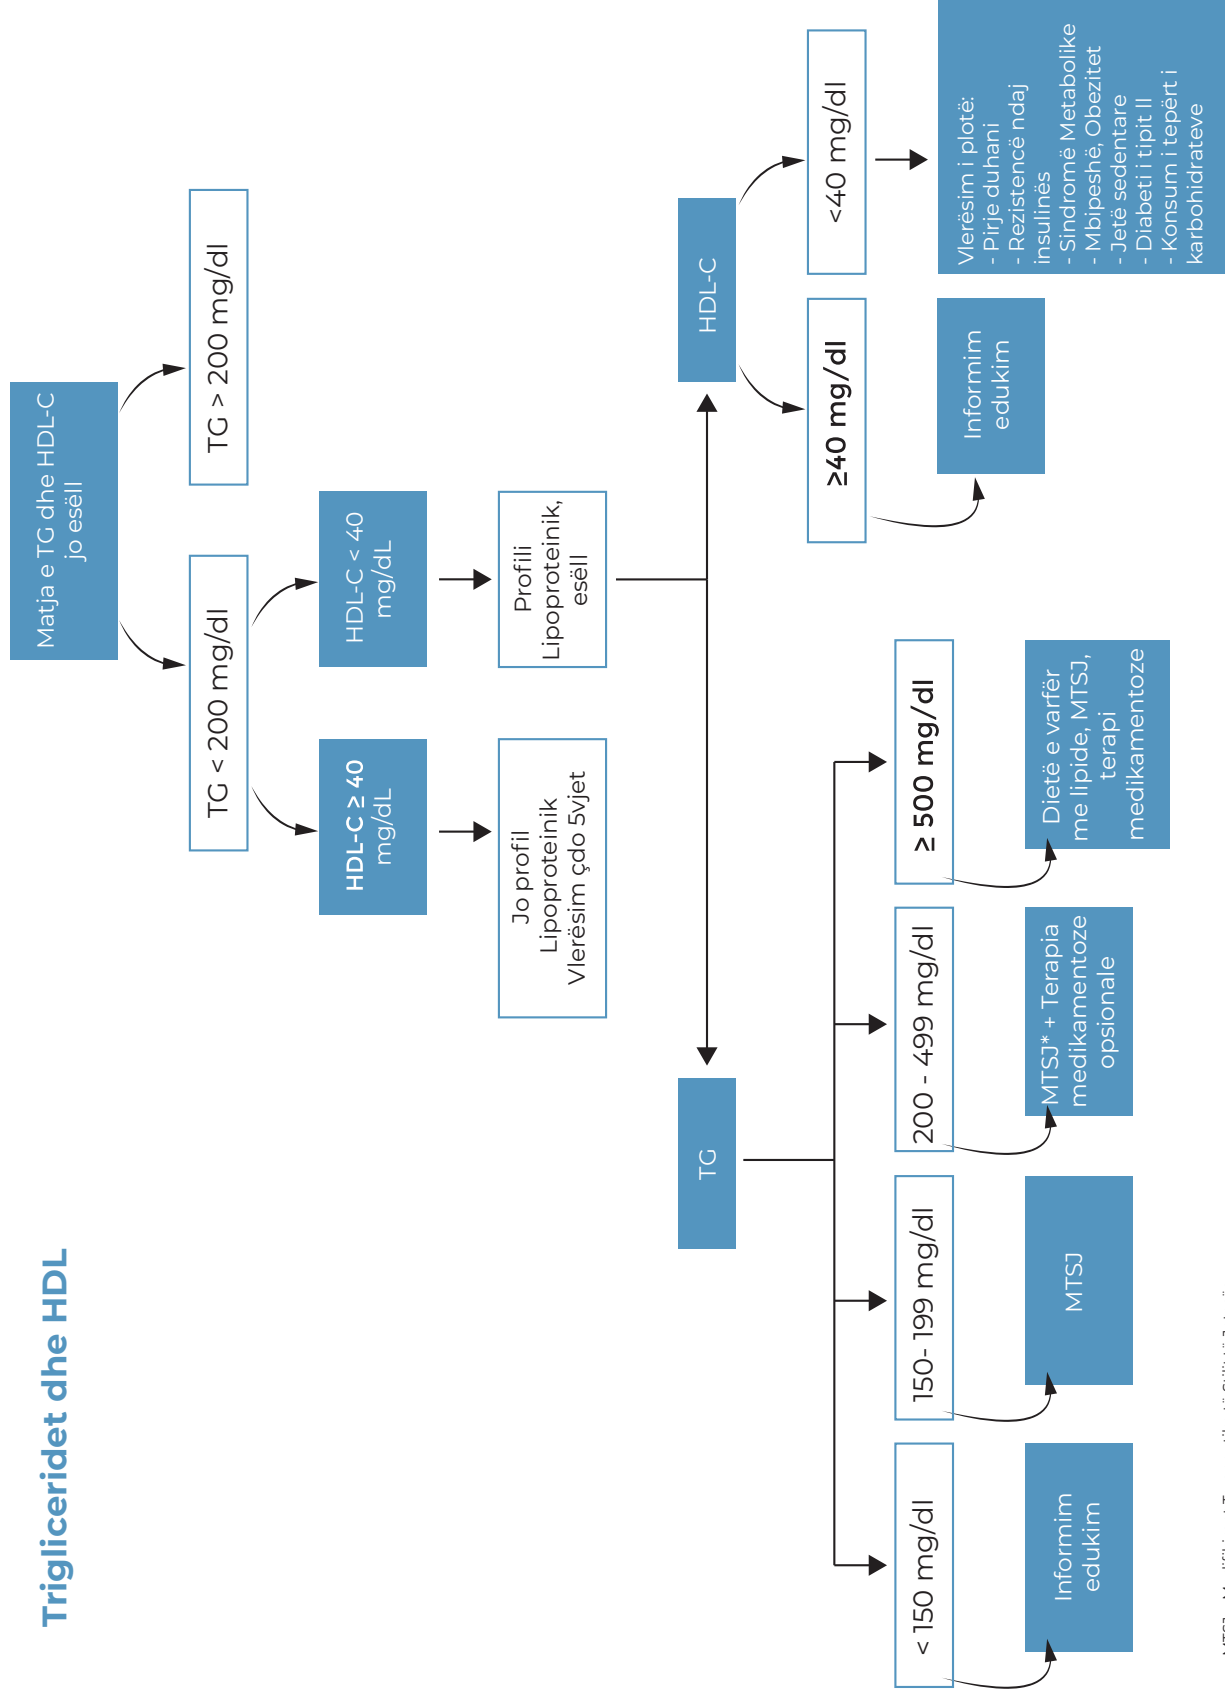 Trigliceridet dhe HDL
Matja e TG dhe HDL-C
jo esëll
TG < 200 mg/dl
TG > 200 mg/dl
HDL-C ≥ 40
mg/dL
HDL-C < 40
mg/dL
Jo profil
Lipoproteinik
Vlerësim çdo 5vjet
Profili
Lipoproteinik,
esëll
TG
HDL-C
< 150 mg/dl
150- 199 mg/dl
200 - 499 mg/dl
≥ 500 mg/dl
≥40 mg/dl
<40 mg/dl
Informim
edukim
MTSJ
MTSJ* + Terapia
medikamentoze
opsionale
Dietë e varfër
me lipide, MTSJ,
terapi
medikamentoze
Informim
edukim
Vlerësim i plotë:
- Pirje duhani
- Rezistencë ndaj
insulinës
- Sindromë Metabolike
- Mbipeshë, Obezitet
- Jetë sedentare
- Diabeti i tipit II
- Konsum i tepërt i
karbohidrateve